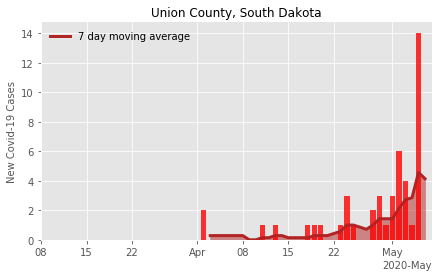 Union County, South Dakota
7 day moving average
New Covid-19 Cases
14
12
10
8
6
4
2
0
08 15 22 Apr 08 15 22 May
2020-May